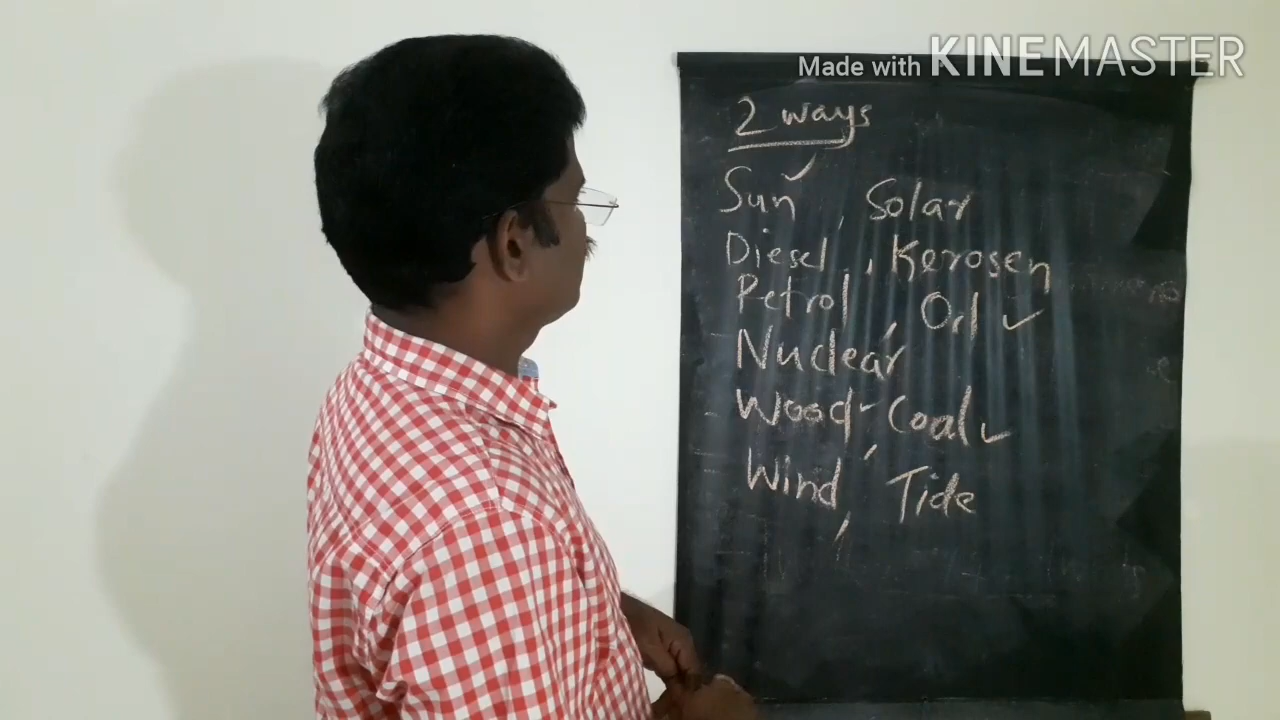 Made with KINEMASTER
2 ways
Sun, Solar
Diesel, Kerosen
Petrol, Oil
Nuclear
Wood, Coal
Wind, Tide